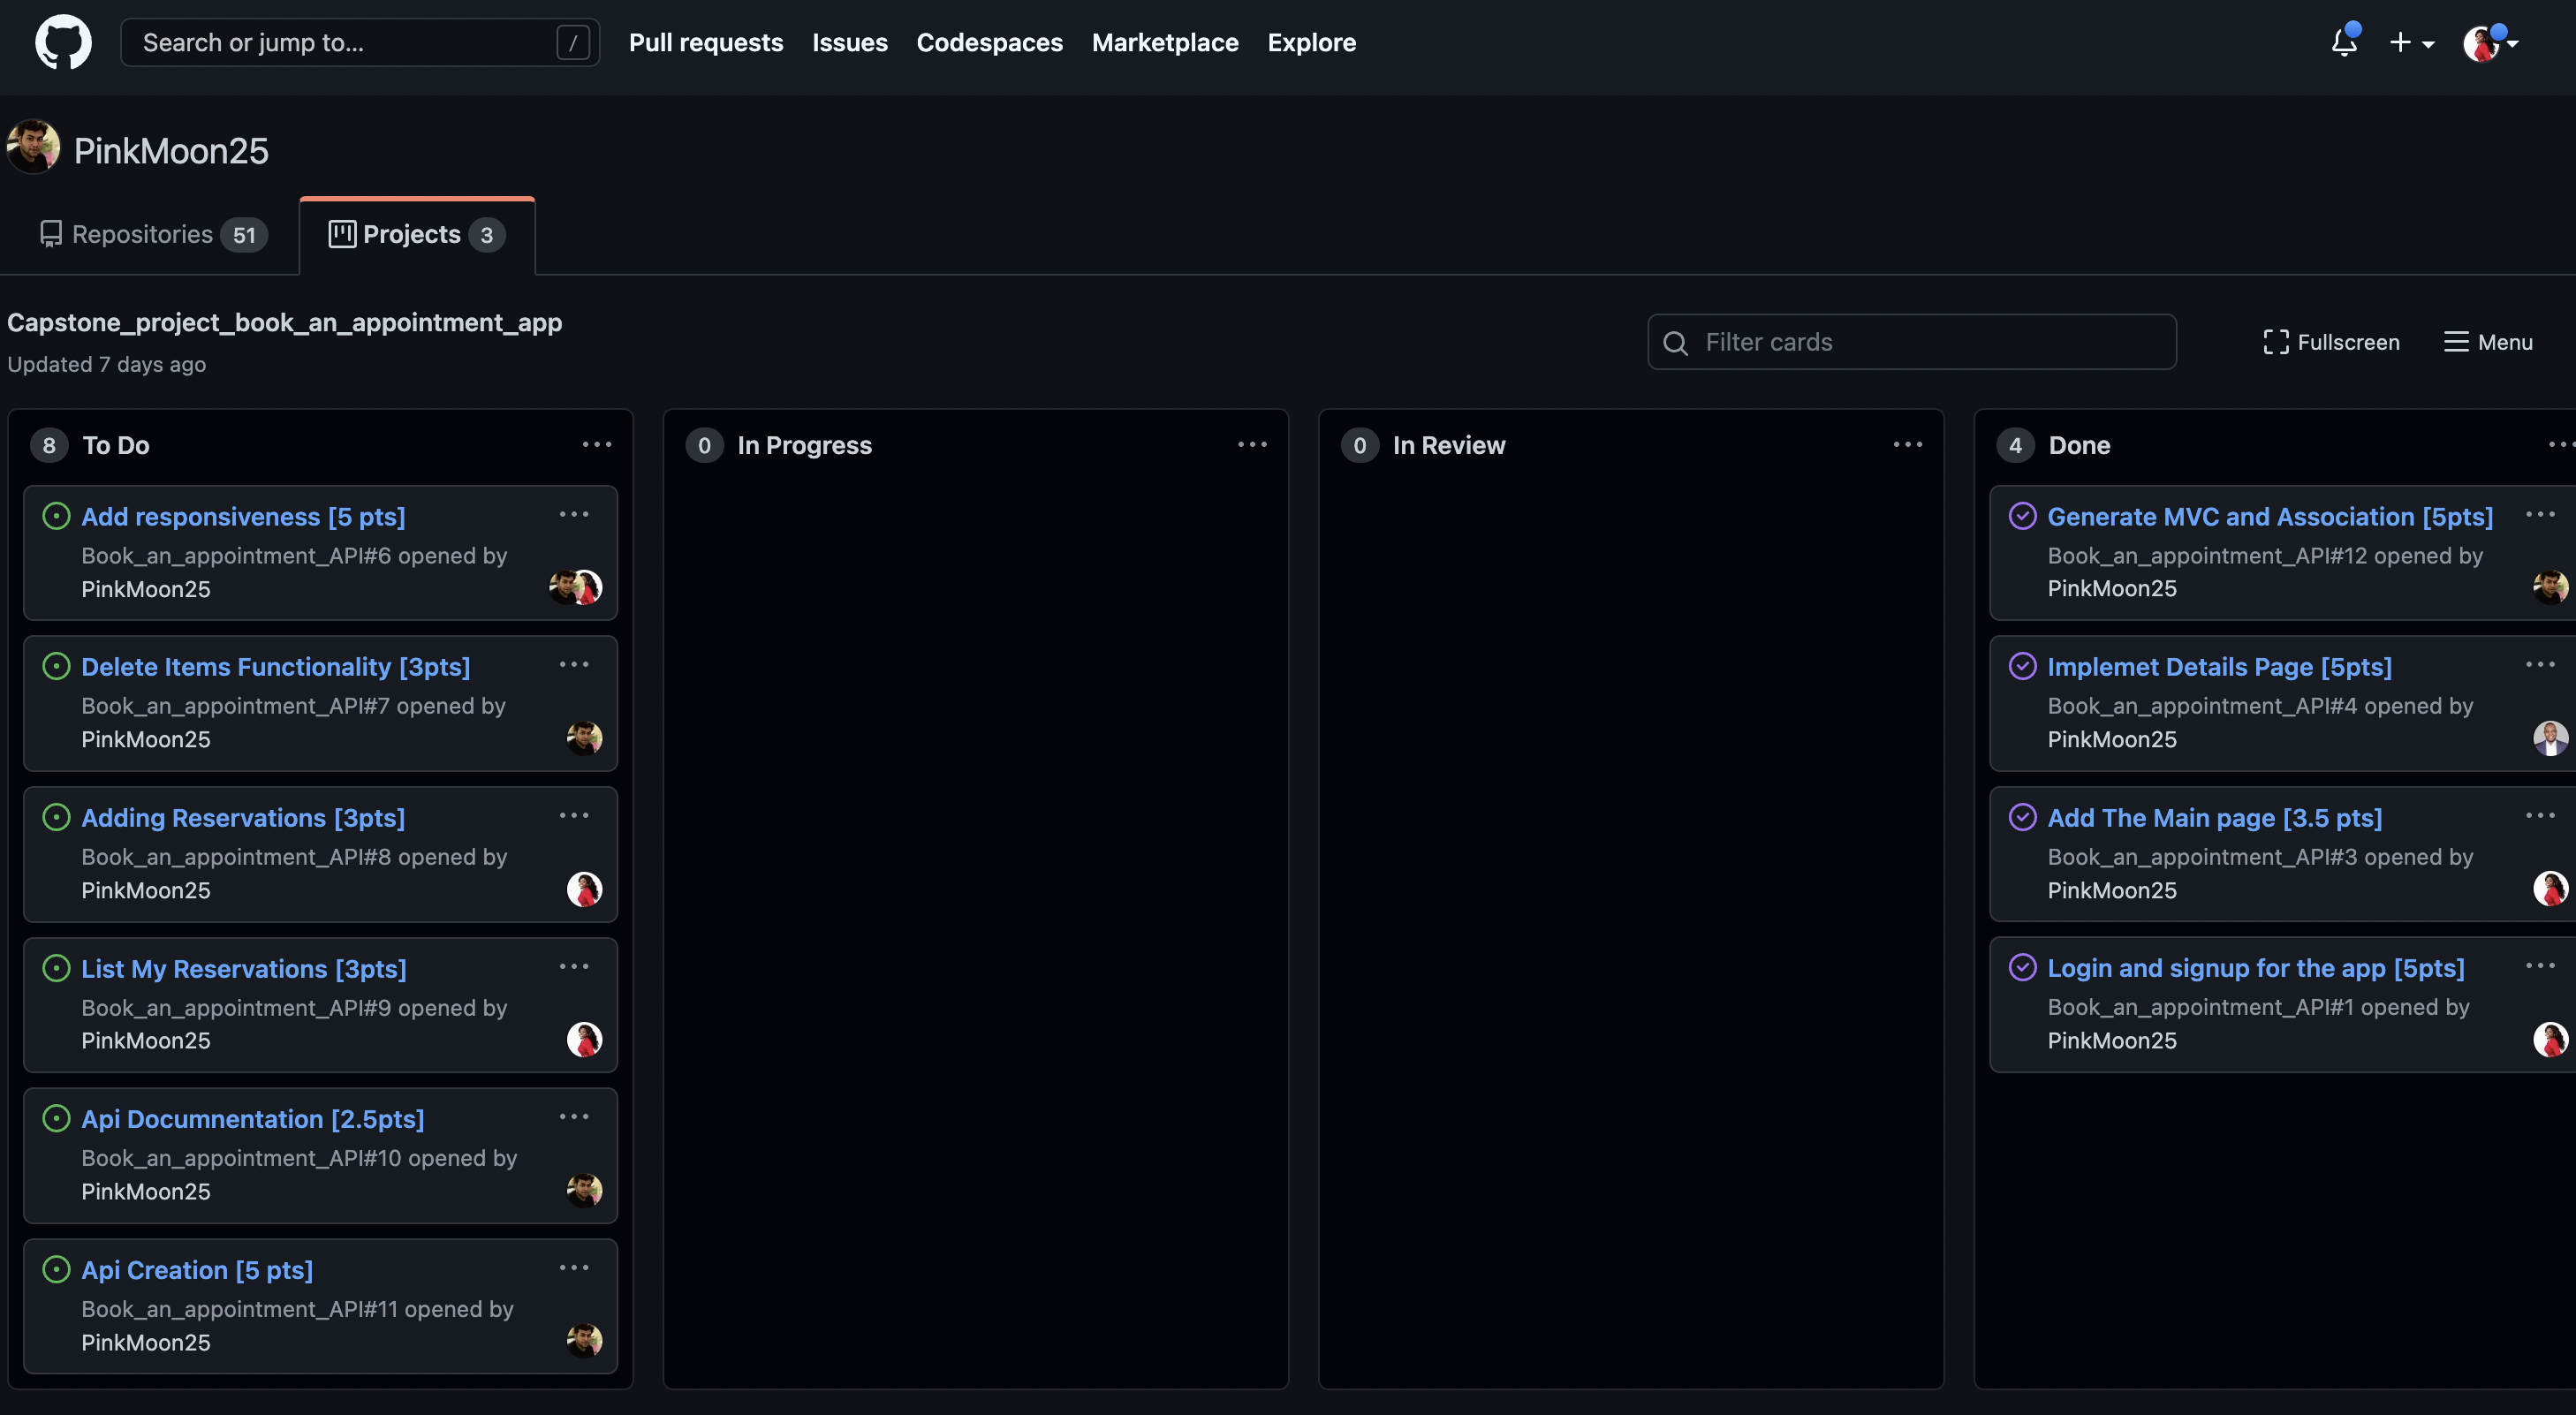 Search or jump to... /
Pull requests Issues Codespaces Marketplace Explore
PinkMoon25
Repositories 51
Projects 3
Capstone_project_book_an_appointment_app
Updated 7 days ago
Filter cards
Fullscreen
Menu
8 To Do
Add responsiveness [5 pts]
Book_an_appointment_API#6 opened by
PinkMoon25
Delete Items Functionality [3pts]
Book_an_appointment_API#7 opened by
PinkMoon25
Adding Reservations [3pts]
Book_an_appointment_API#8 opened by
PinkMoon25
List My Reservations [3pts]
Book_an_appointment_API#9 opened by
PinkMoon25
Api Documnentation [2.5pts]
Book_an_appointment_API#10 opened by
PinkMoon25
Api Creation [5 pts]
Book_an_appointment_API#11 opened by
PinkMoon25
0 In Progress
0 In Review
4 Done
Generate MVC and Association [5pts]
Book_an_appointment_API#12 opened by
PinkMoon25
Implemet Details Page [5pts]
Book_an_appointment_API#4 opened by
PinkMoon25
Add The Main page [3.5 pts]
Book_an_appointment_API#3 opened by
PinkMoon25
Login and signup for the app [5pts]
Book_an_appointment_API#1 opened by
PinkMoon25